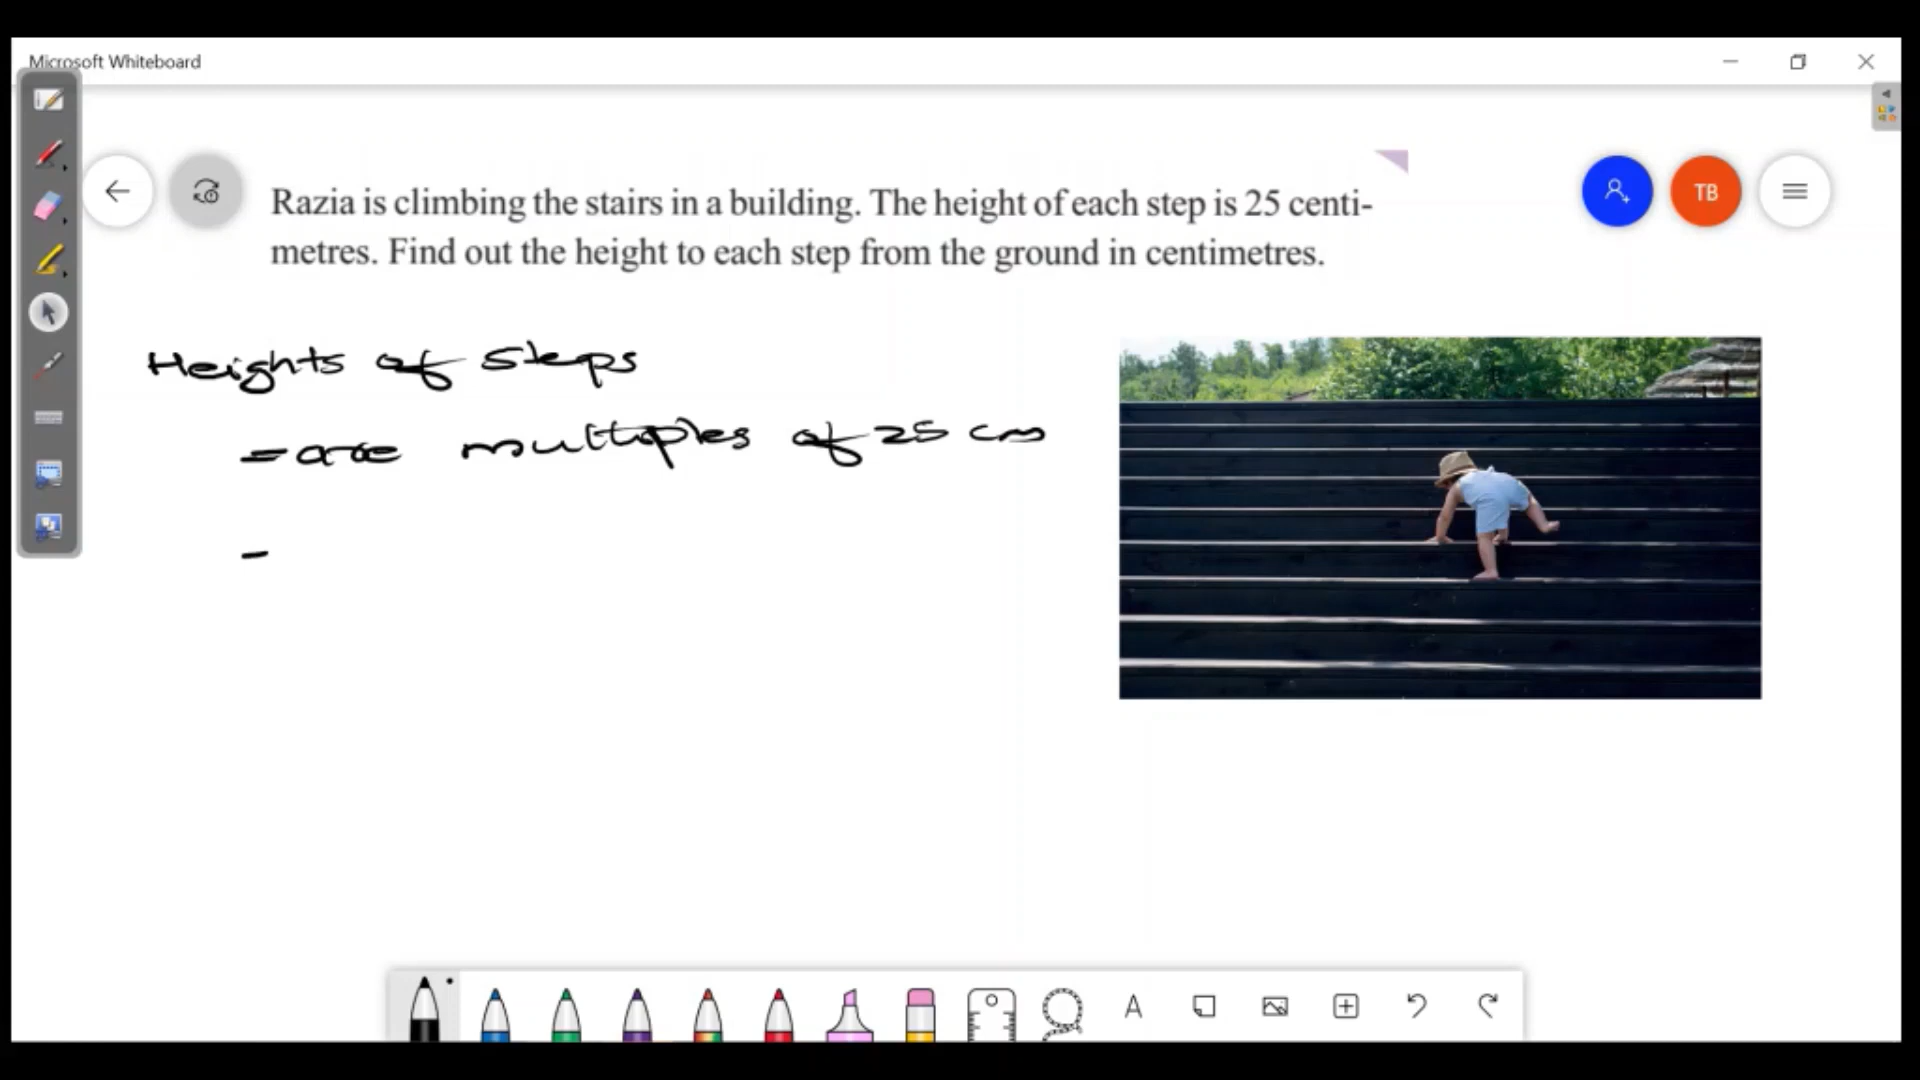 Microsoft Whiteboard
Razia is climbing the stairs in a building. The height of each step is 25 centi-
metres. Find out the height to each step from the ground in centimetres.
TB
Heights of steps
= are multiples of 25 cm
=
A